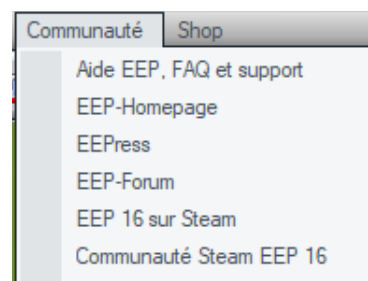 Communauté Shop
Aide EEP, FAQ et support
EEP-Homepage
EEPress
EEP-Forum
EEP 16 sur Steam
Communauté Steam EEP 16